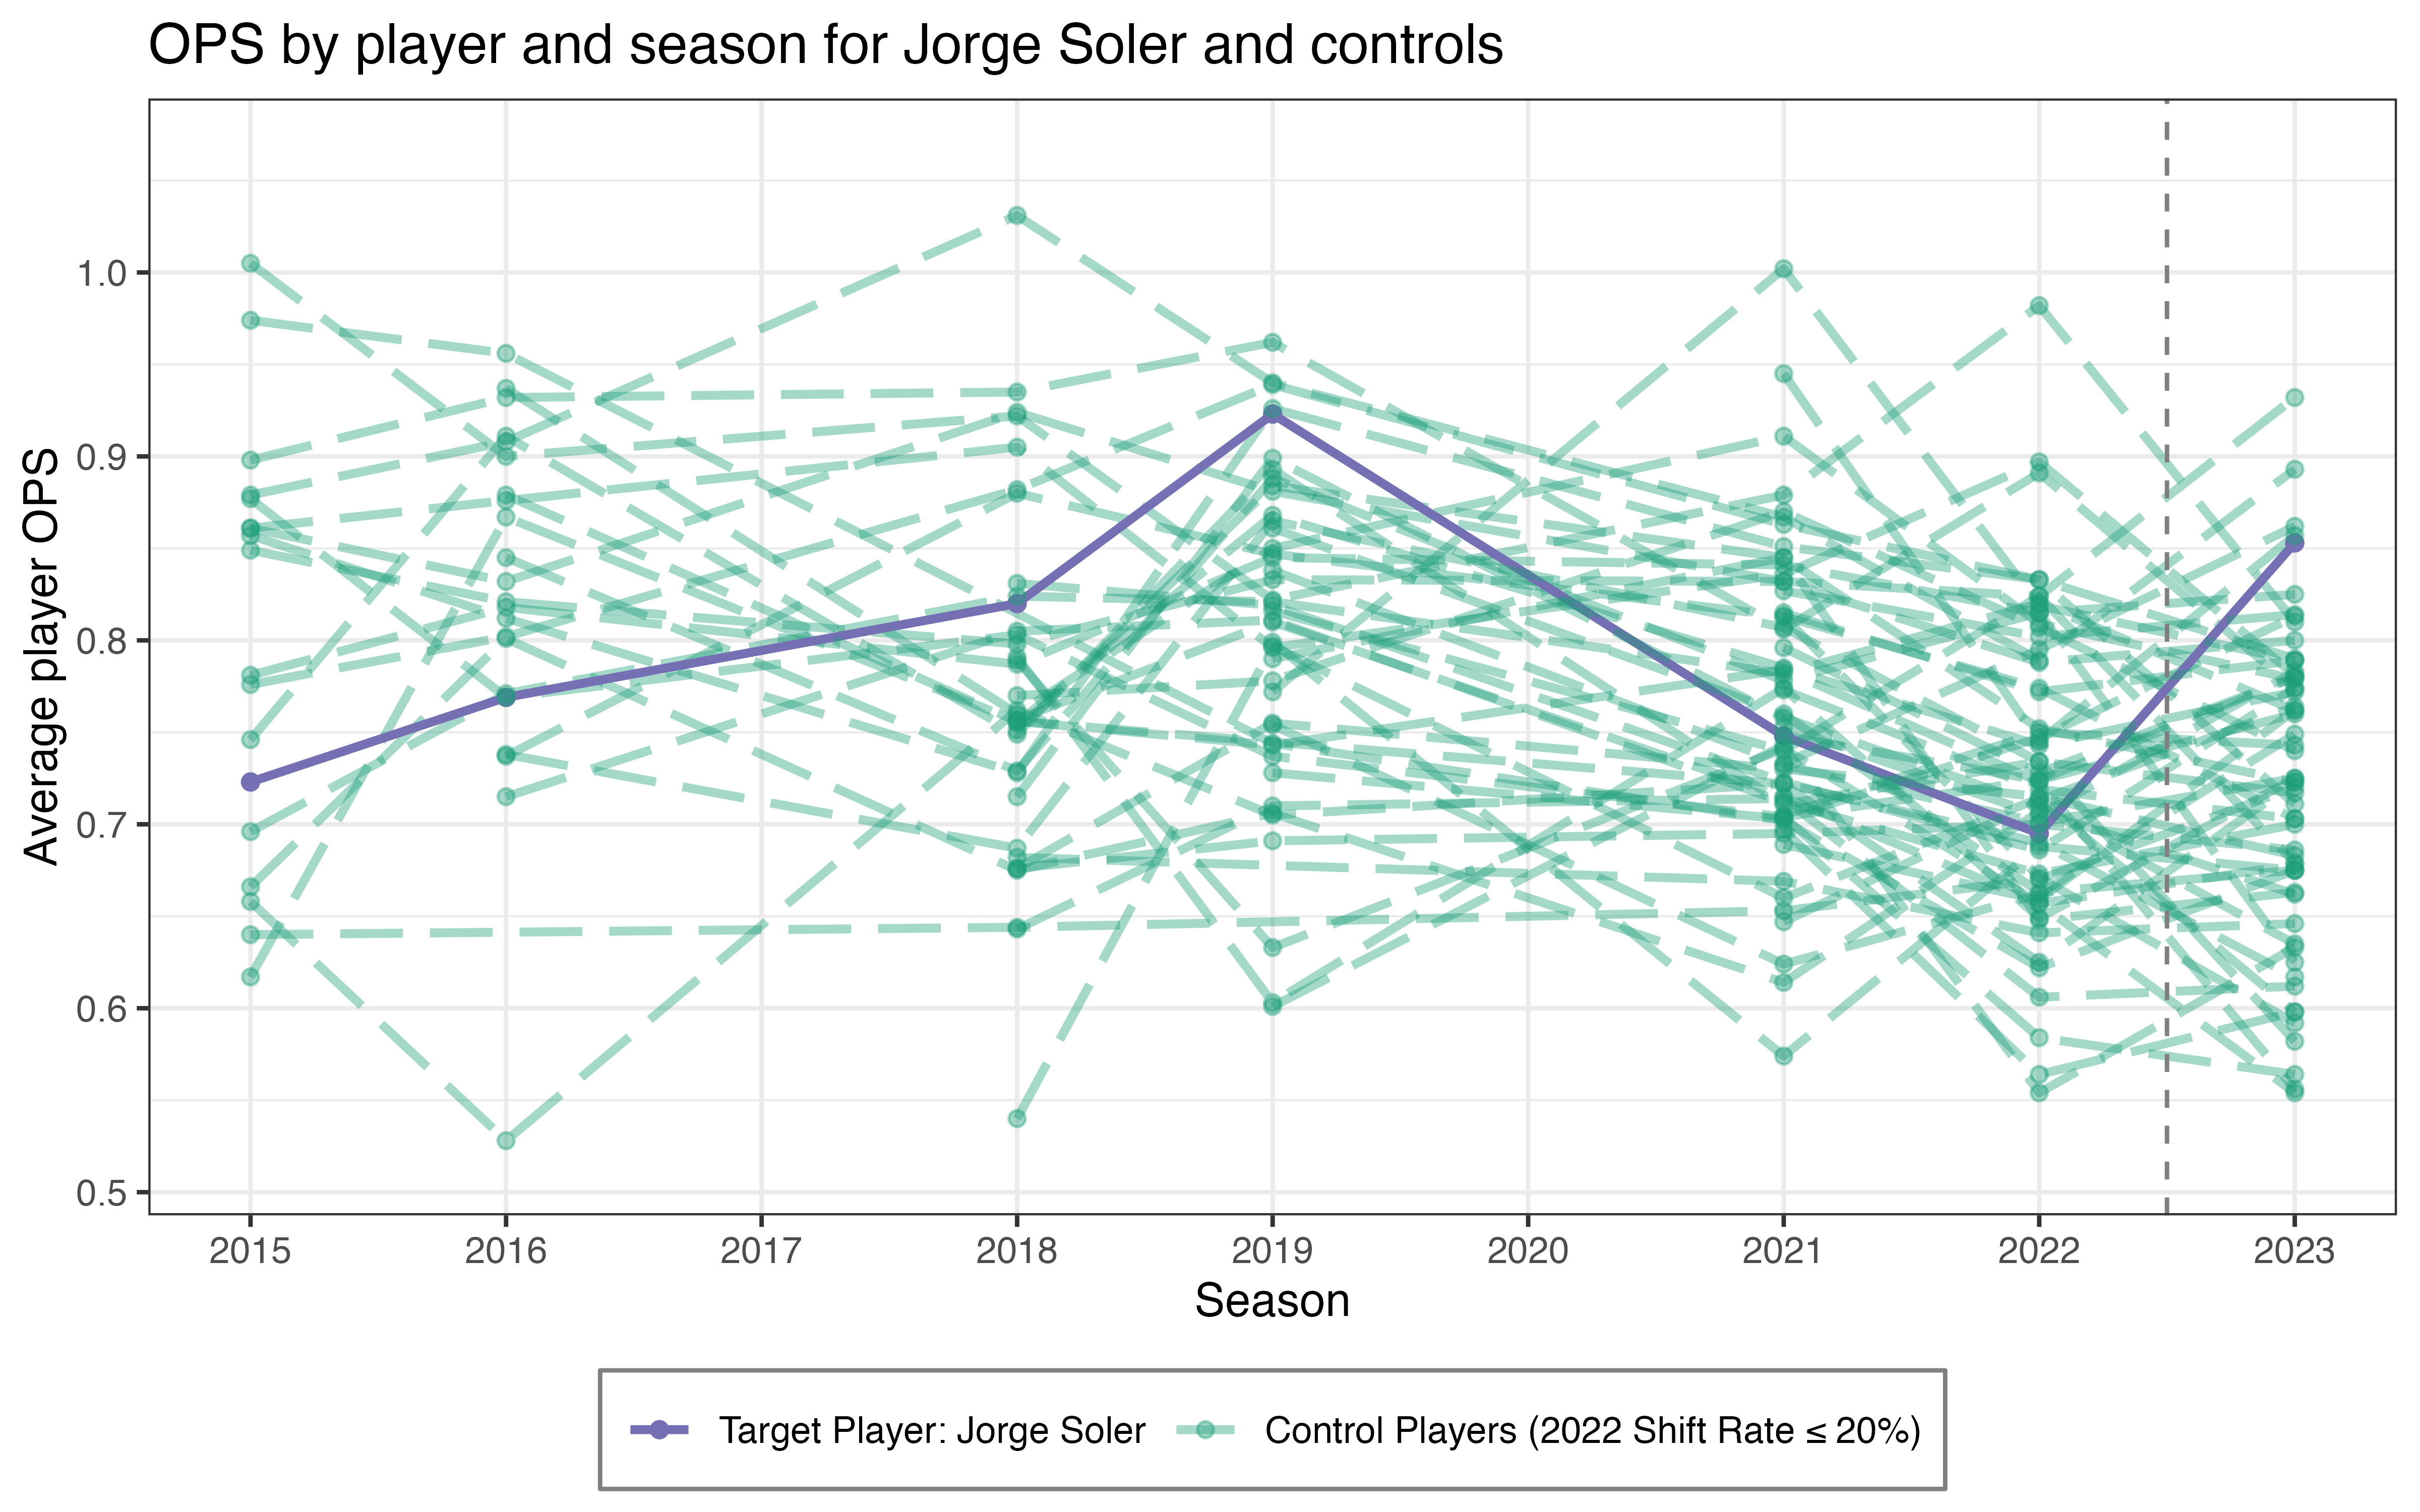 OPS by player and season for Jorge Soler and controls
Average player OPS
1.0
0.9
0.8
0.7
0.6
0.5
2015 2016 2017 2018 2019 2020 2021 2022 2023
Season
Target Player: Jorge Soler Control Players (2022 Shift Rate ≤ 20%)